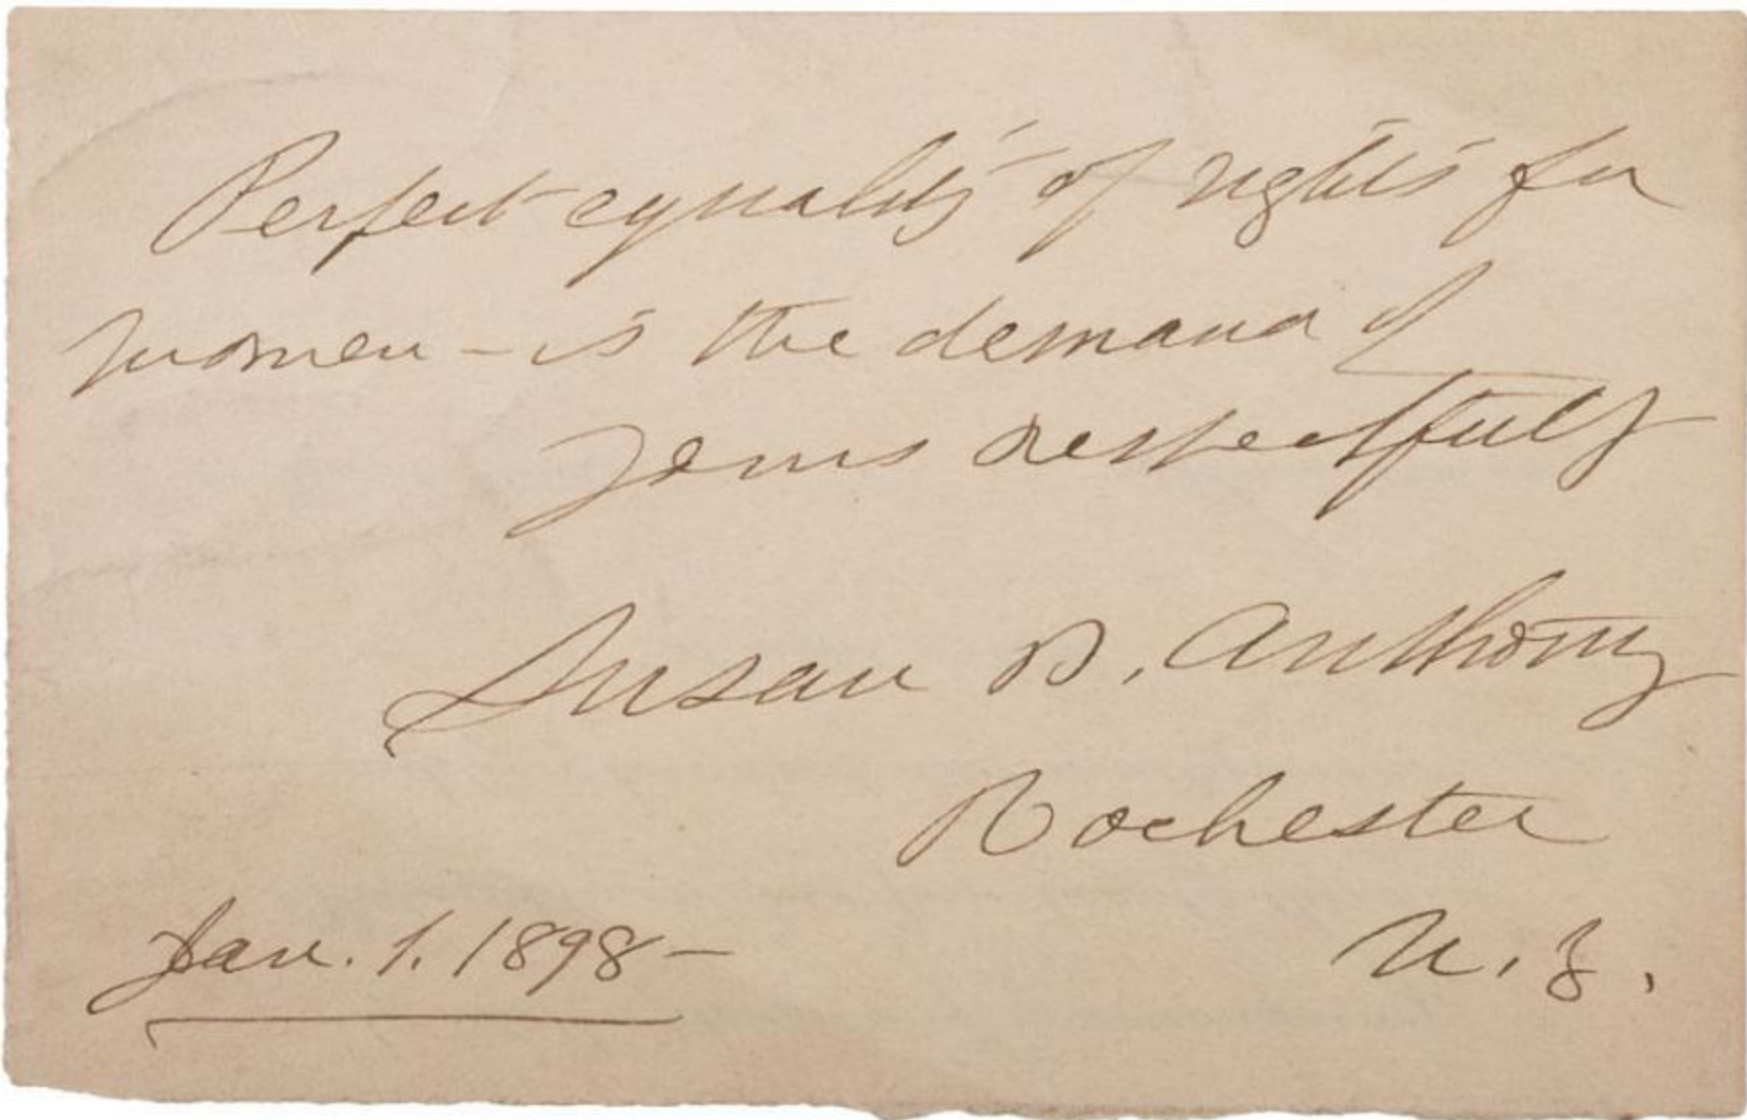 Perfect equality of rights for
women - is the demand of
yours respectfully
Susan B. Anthony
Rochester
N.Y.
Jan. 1. 1898 -